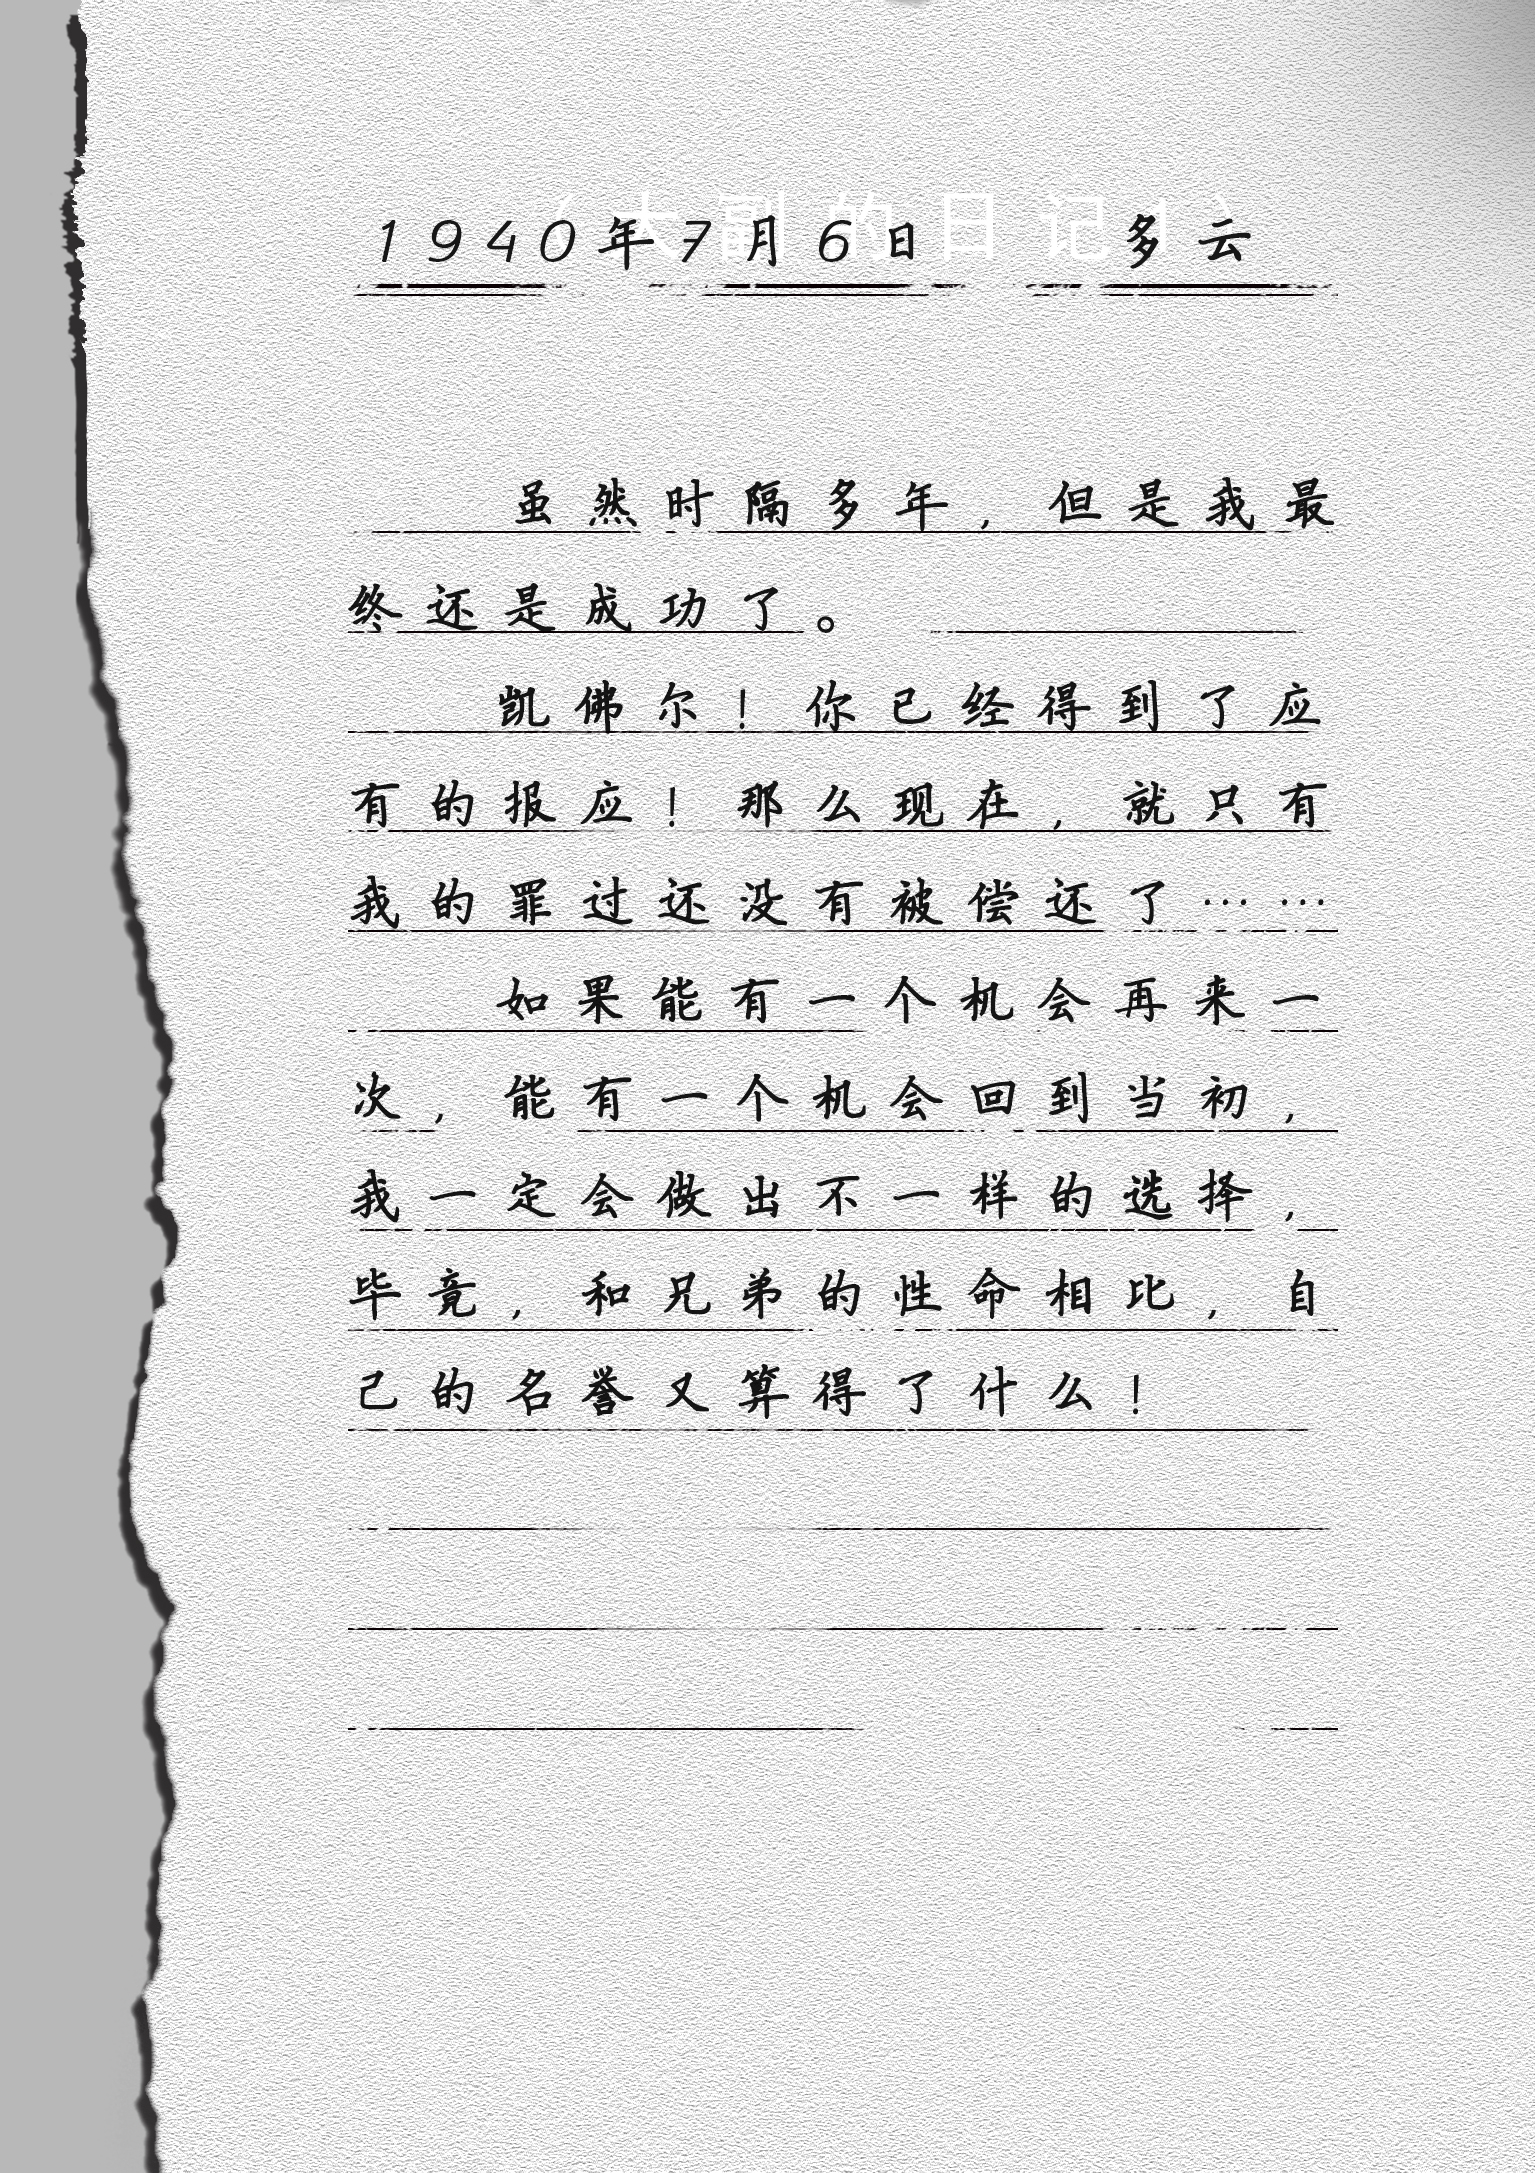 （大副的日记1）
1940年7月6日 多云
虽然时隔多年，但是我最
终还是成功了。
凯佛尔！你已经得到了应
有的报应！那么现在，就只有
我的罪过还没有被偿还了……
如果能有一个机会再来一
次，能有一个机会回到当初，
我一定会做出不一样的选择，
毕竟，和兄弟的性命相比，自
己的名誉又算得了什么！